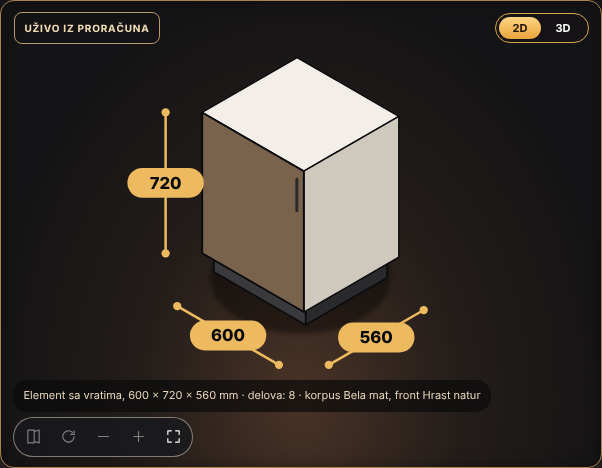 UŽIVO IZ PRORAČUNA
2D
3D
720
600
560
Element sa vratima, 600 × 720 × 560 mm · delova: 8 · korpus Bela mat, front Hrast natur